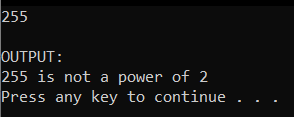 255
OUTPUT:
255 is not a power of 2
Press any key to continue . . .